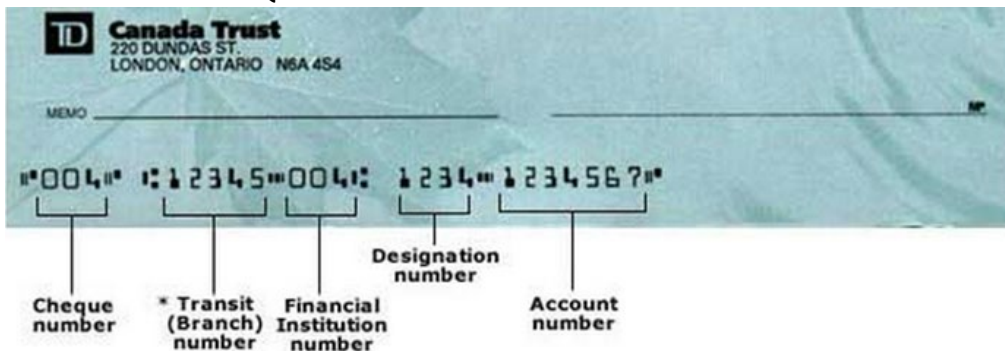 TD Canada Trust
220 DUNDAS ST.
LONDON, ONTARIO N6A 4S4
MEMO
MP
⑈004⑈ ⑆12345⑉004⑆ 1234⑉1234567⑈
Designation
number
Cheque
number
* Transit
(Branch)
number
Financial
Institution
number
Account
number